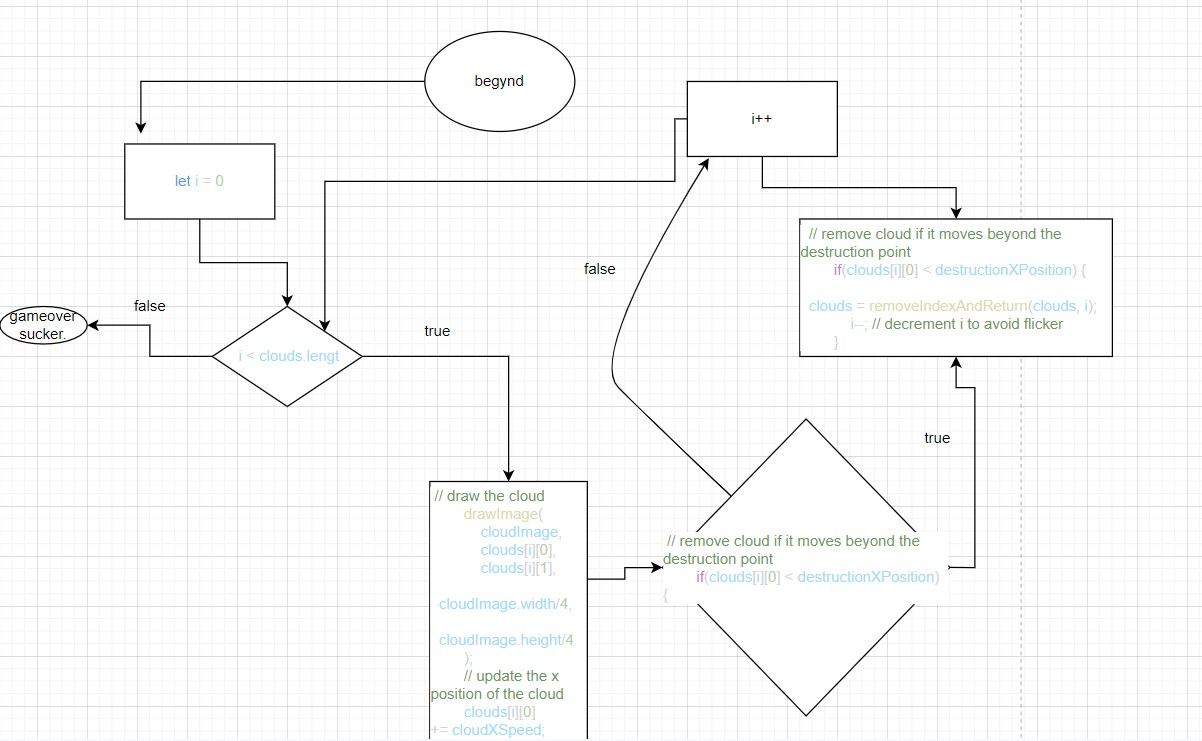 begynd
i++
let i = 0
// remove cloud if it moves beyond the
destruction point
if(clouds[i][0] < destructionXPosition) {
clouds = removeIndexAndReturn(clouds, i);
i--; // decrement i to avoid flicker
}
false
false
gameover
sucker.
true
i < clouds.lengt
true
// draw the cloud
drawImage(
cloudImage,
clouds[i][0],
clouds[i][1],
cloudImage.width/4,
cloudImage.height/4
);
// update the x
position of the cloud
clouds[i][0]
+= cloudXSpeed;
// remove cloud if it moves beyond the
destruction point
if(clouds[i][0] < destructionXPosition)
{